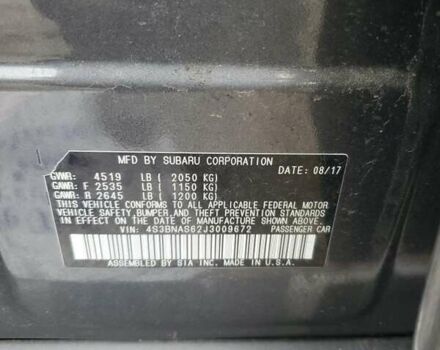 MFD BY SUBARU CORPORATION
DATE: 08/17
GVWR: 4519 LB ( 2050 KG)
GAWR: F 2535 LB ( 1150 KG)
GAWR: R 2645 LB ( 1200 KG)
THIS VEHICLE CONFORMS TO ALL APPLICABLE FEDERAL MOTOR
VEHICLE SAFETY, BUMPER, AND THEFT PREVENTION STANDARDS IN
EFFECT ON THE DATE OF MANUFACTURE SHOWN ABOVE.
VIN: 4S3BNAS62J3009672 PASSENGER CAR
ASSEMBLED BY SIA INC. MADE IN U.S.A.